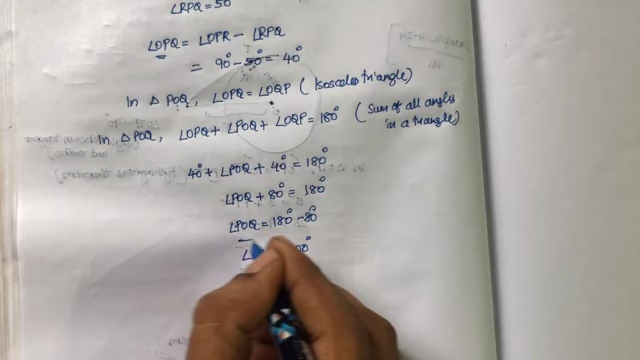 ∠RPQ = 50°
∠OPQ = ∠OPR − ∠RPQ
= 90° − 50° = 40°
In △POQ, ∠OPQ = ∠OQP (Isosceles triangle)
In △POQ, ∠OPQ + ∠POQ + ∠OQP = 180° (Sum of all angles
in a triangle)
40° + ∠POQ + 40° = 180°
∠POQ + 80° = 180°
∠POQ = 180° − 80°
∠